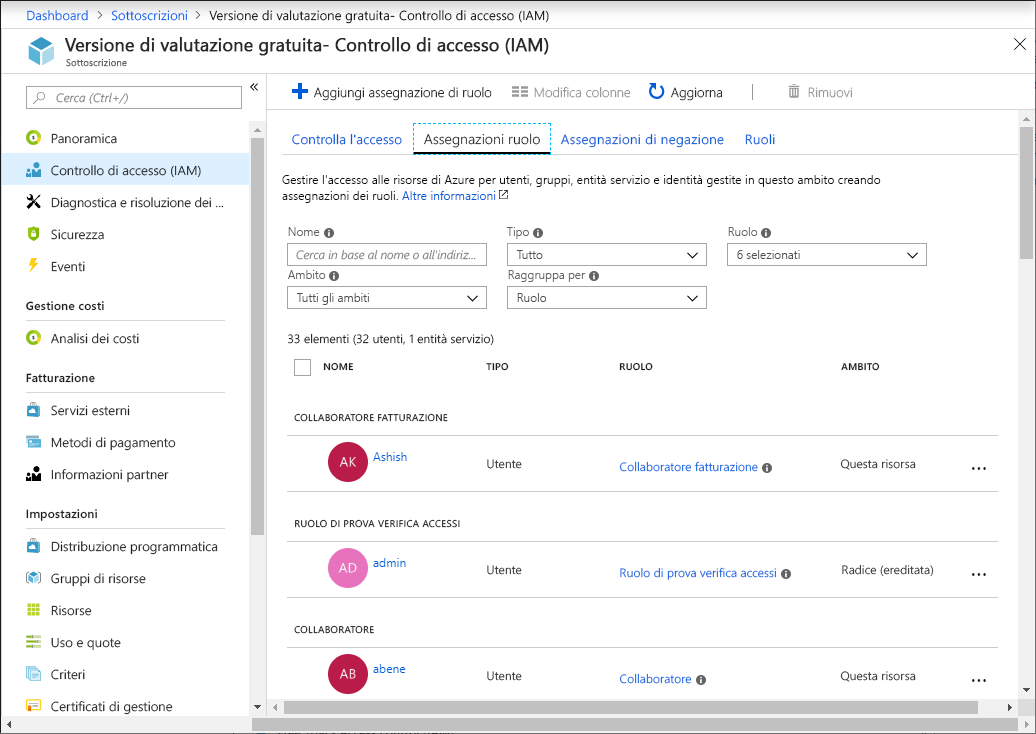 Dashboard > Sottoscrizioni > Versione di valutazione gratuita- Controllo di accesso (IAM)
Versione di valutazione gratuita- Controllo di accesso (IAM)
Sottoscrizione
Cerca (Ctrl+/)
Panoramica
Controllo di accesso (IAM)
Diagnostica e risoluzione dei ...
Sicurezza
Eventi
Gestione costi
Analisi dei costi
Fatturazione
Servizi esterni
Metodi di pagamento
Informazioni partner
Impostazioni
Distribuzione programmatica
Gruppi di risorse
Risorse
Uso e quote
Criteri
Certificati di gestione
Aggiungi assegnazione di ruolo Modifica colonne Aggiorna Rimuovi
Controlla l'accesso Assegnazioni ruolo Assegnazioni di negazione Ruoli
Gestire l'accesso alle risorse di Azure per utenti, gruppi, entità servizio e identità gestite in questo ambito creando
assegnazioni dei ruoli. Altre informazioni
Nome Tipo Ruolo
Cerca in base al nome o all'indiriz... Tutto 6 selezionati
Ambito Raggruppa per
Tutti gli ambiti Ruolo
33 elementi (32 utenti, 1 entità servizio)
NOME TIPO RUOLO AMBITO
COLLABORATORE FATTURAZIONE
AK Ashish Utente Collaboratore fatturazione Questa risorsa ...
RUOLO DI PROVA VERIFICA ACCESSI
AD admin Utente Ruolo di prova verifica accessi Radice (ereditata) ...
COLLABORATORE
AB abene Utente Collaboratore Questa risorsa ...